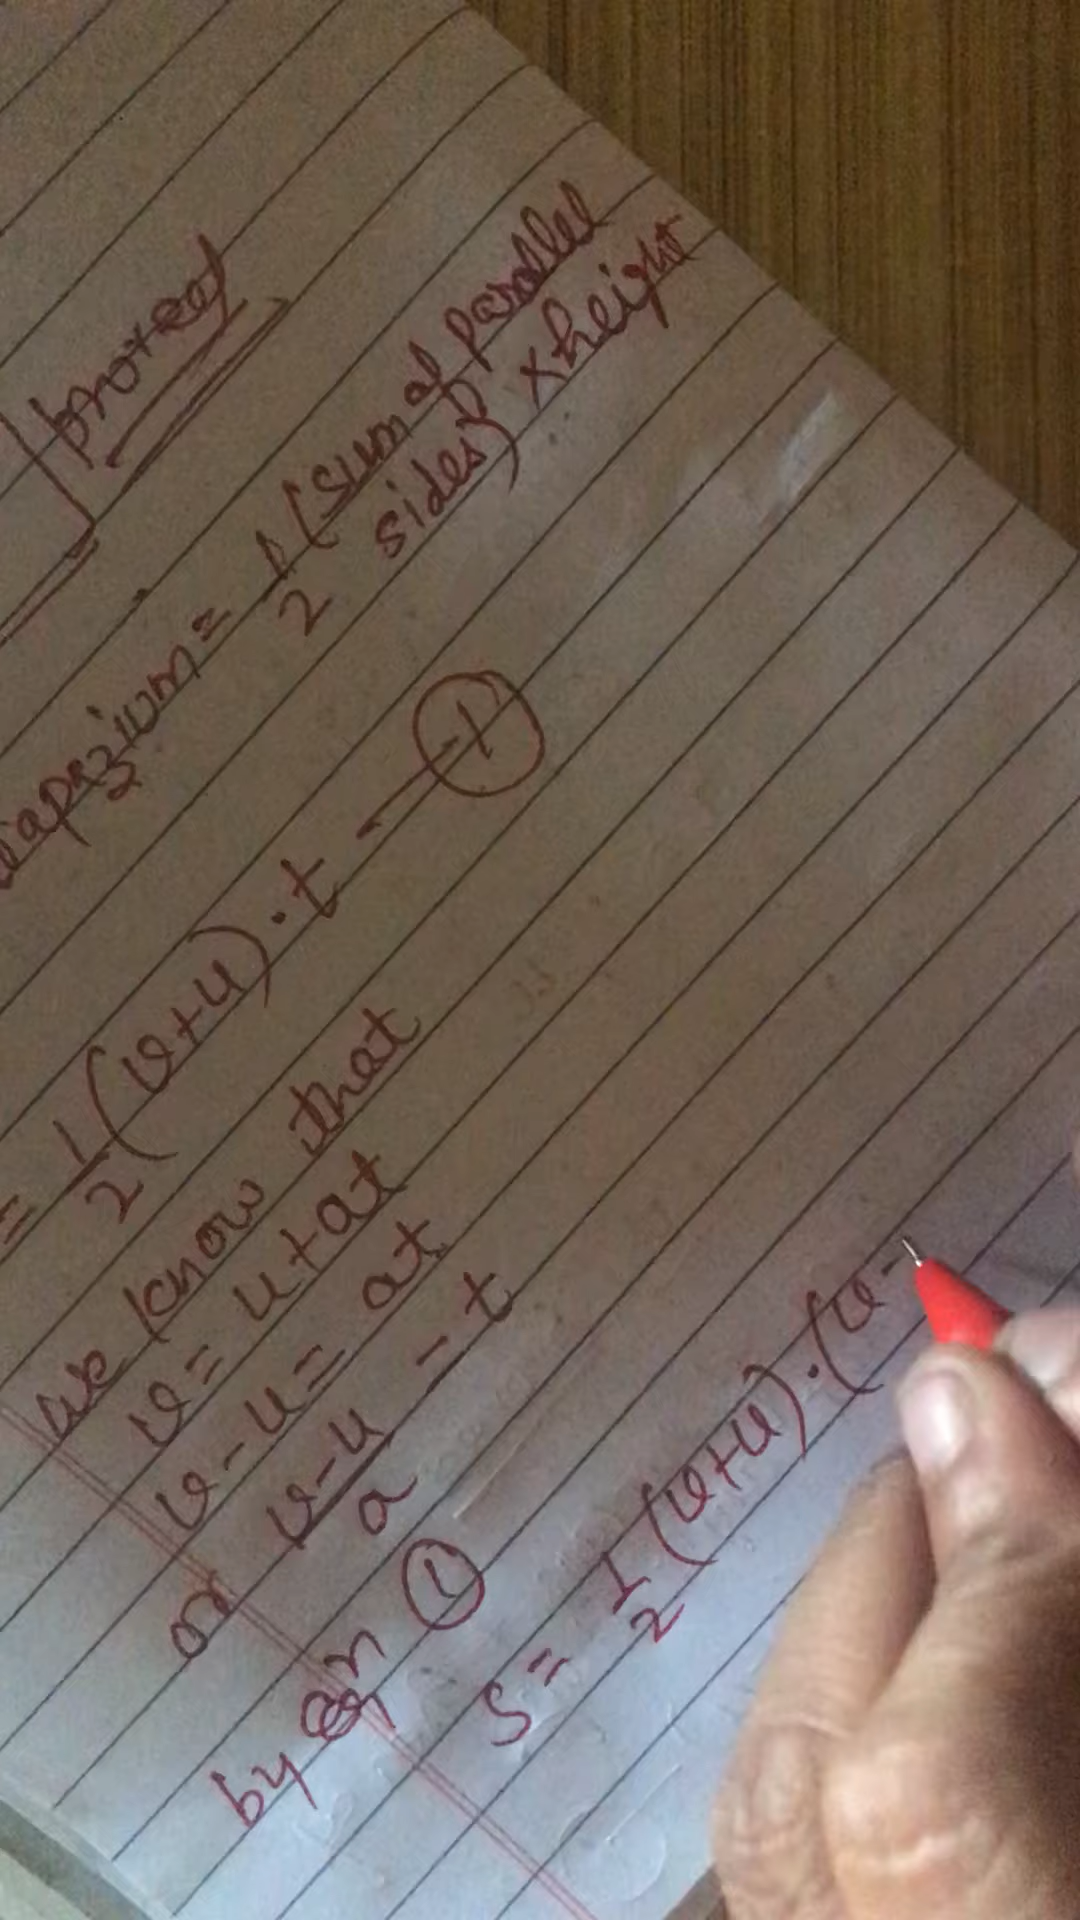 proved
= 1/2 (sum of parallel
sides) × height
= 1/2 (v+u) · t — ①
we know that
v = u + at
v - u = at
or v-u/a - t
by eqn ①
S = 1/2 (v+u) · (v -